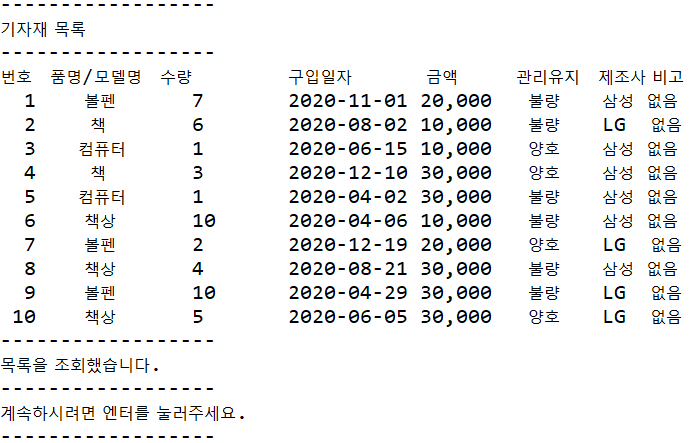 -------------------
기자재 목록
-------------------
번호 품명/모델명 수량 구입일자 금액 관리유지 제조사 비고
1 볼펜 7 2020-11-01 20,000 불량 삼성 없음
2 책 6 2020-08-02 10,000 불량 LG 없음
3 컴퓨터 1 2020-06-15 10,000 양호 삼성 없음
4 책 3 2020-12-10 30,000 양호 삼성 없음
5 컴퓨터 1 2020-04-02 30,000 불량 삼성 없음
6 책상 10 2020-04-06 10,000 불량 삼성 없음
7 볼펜 2 2020-12-19 20,000 양호 LG 없음
8 책상 4 2020-08-21 30,000 불량 삼성 없음
9 볼펜 10 2020-04-29 30,000 불량 LG 없음
10 책상 5 2020-06-05 30,000 양호 LG 없음
-------------------
목록을 조회했습니다.
-------------------
계속하시려면 엔터를 눌러주세요.
-------------------